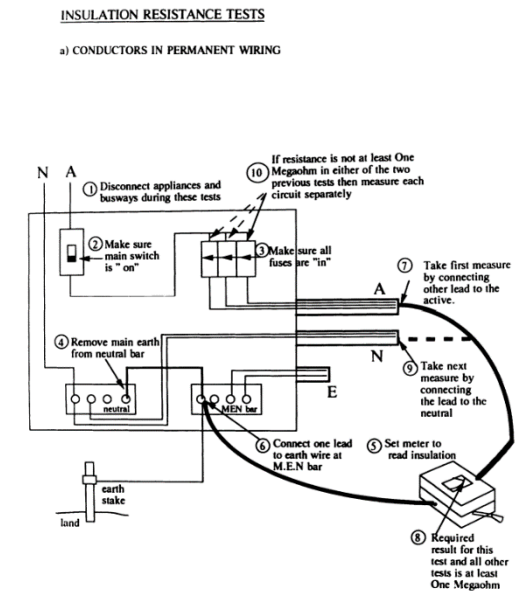 INSULATION RESISTANCE TESTS
a) CONDUCTORS IN PERMANENT WIRING
N A
① Disconnect appliances and
busways during these tests
⑩ If resistance is not at least One
Megaohm in either of the two
previous tests then measure each
circuit separately
② Make sure
main switch
is "on"
③ Make sure all
fuses are "in"
A
⑦ Take first measure
by connecting
other lead to the
active.
④ Remove main earth
from neutral bar
N
⑨ Take next
measure by
connecting
the lead to the
neutral
E
neutral
MEN bar
⑥ Connect one lead
to earth wire at
M.E.N bar
⑤ Set meter to
read insulation
earth
stake
land
⑧ Required
result for this
test and all other
tests is at least
One Megaohm